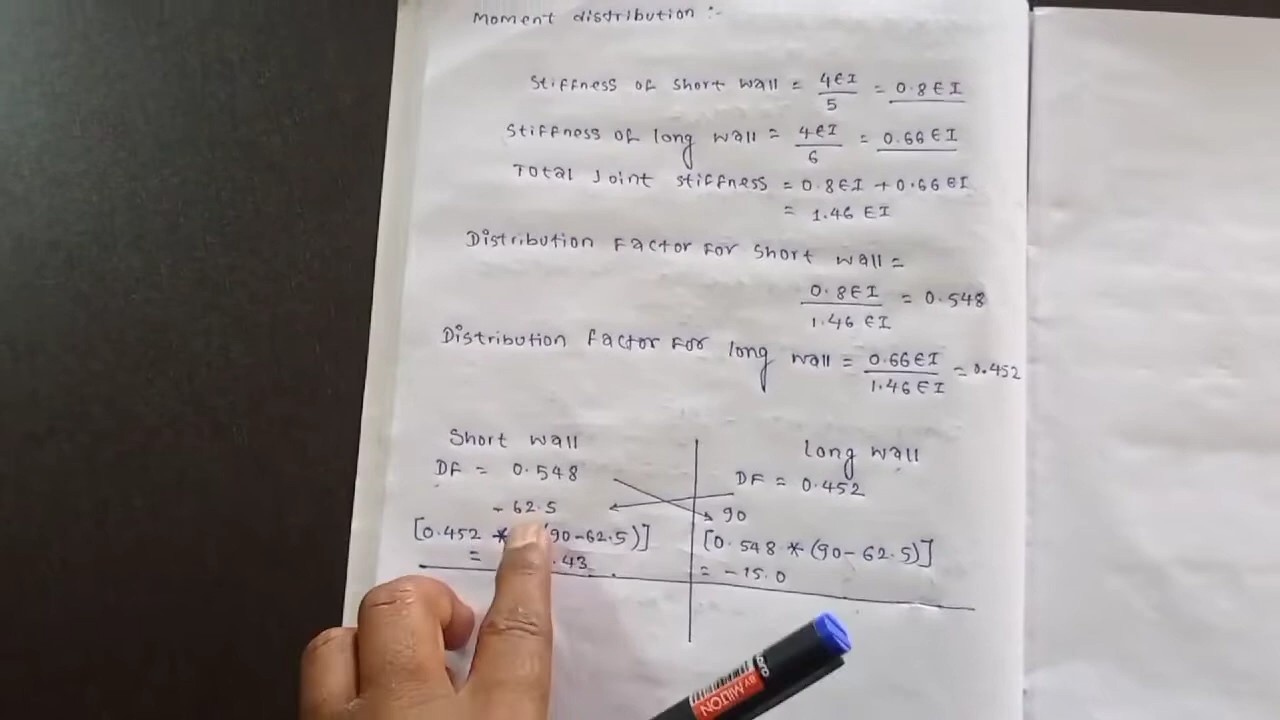 Moment distribution :-
Stiffness of short wall = 4EI/5 = 0.8EI
Stiffness of long wall = 4EI/6 = 0.66EI
Total Joint stiffness = 0.8EI + 0.66EI
= 1.46 EI
Distribution Factor for short wall =
0.8EI/1.46EI = 0.548
Distribution factor for long wall = 0.66EI/1.46EI = 0.452
Short wall
DF = 0.548
- 62.5
[0.452 * (90-62.5)]
= .43
long wall
DF = 0.452
90
[0.548 * (90-62.5)]
= -15.0
BY MILTON